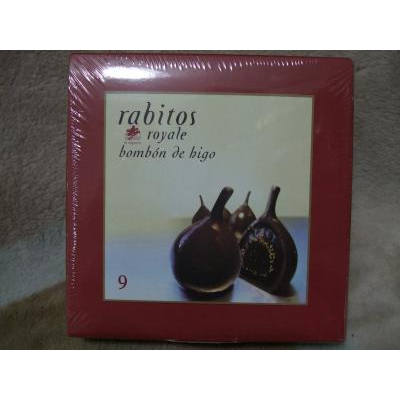 rabitos
royale
bombón de higo
9